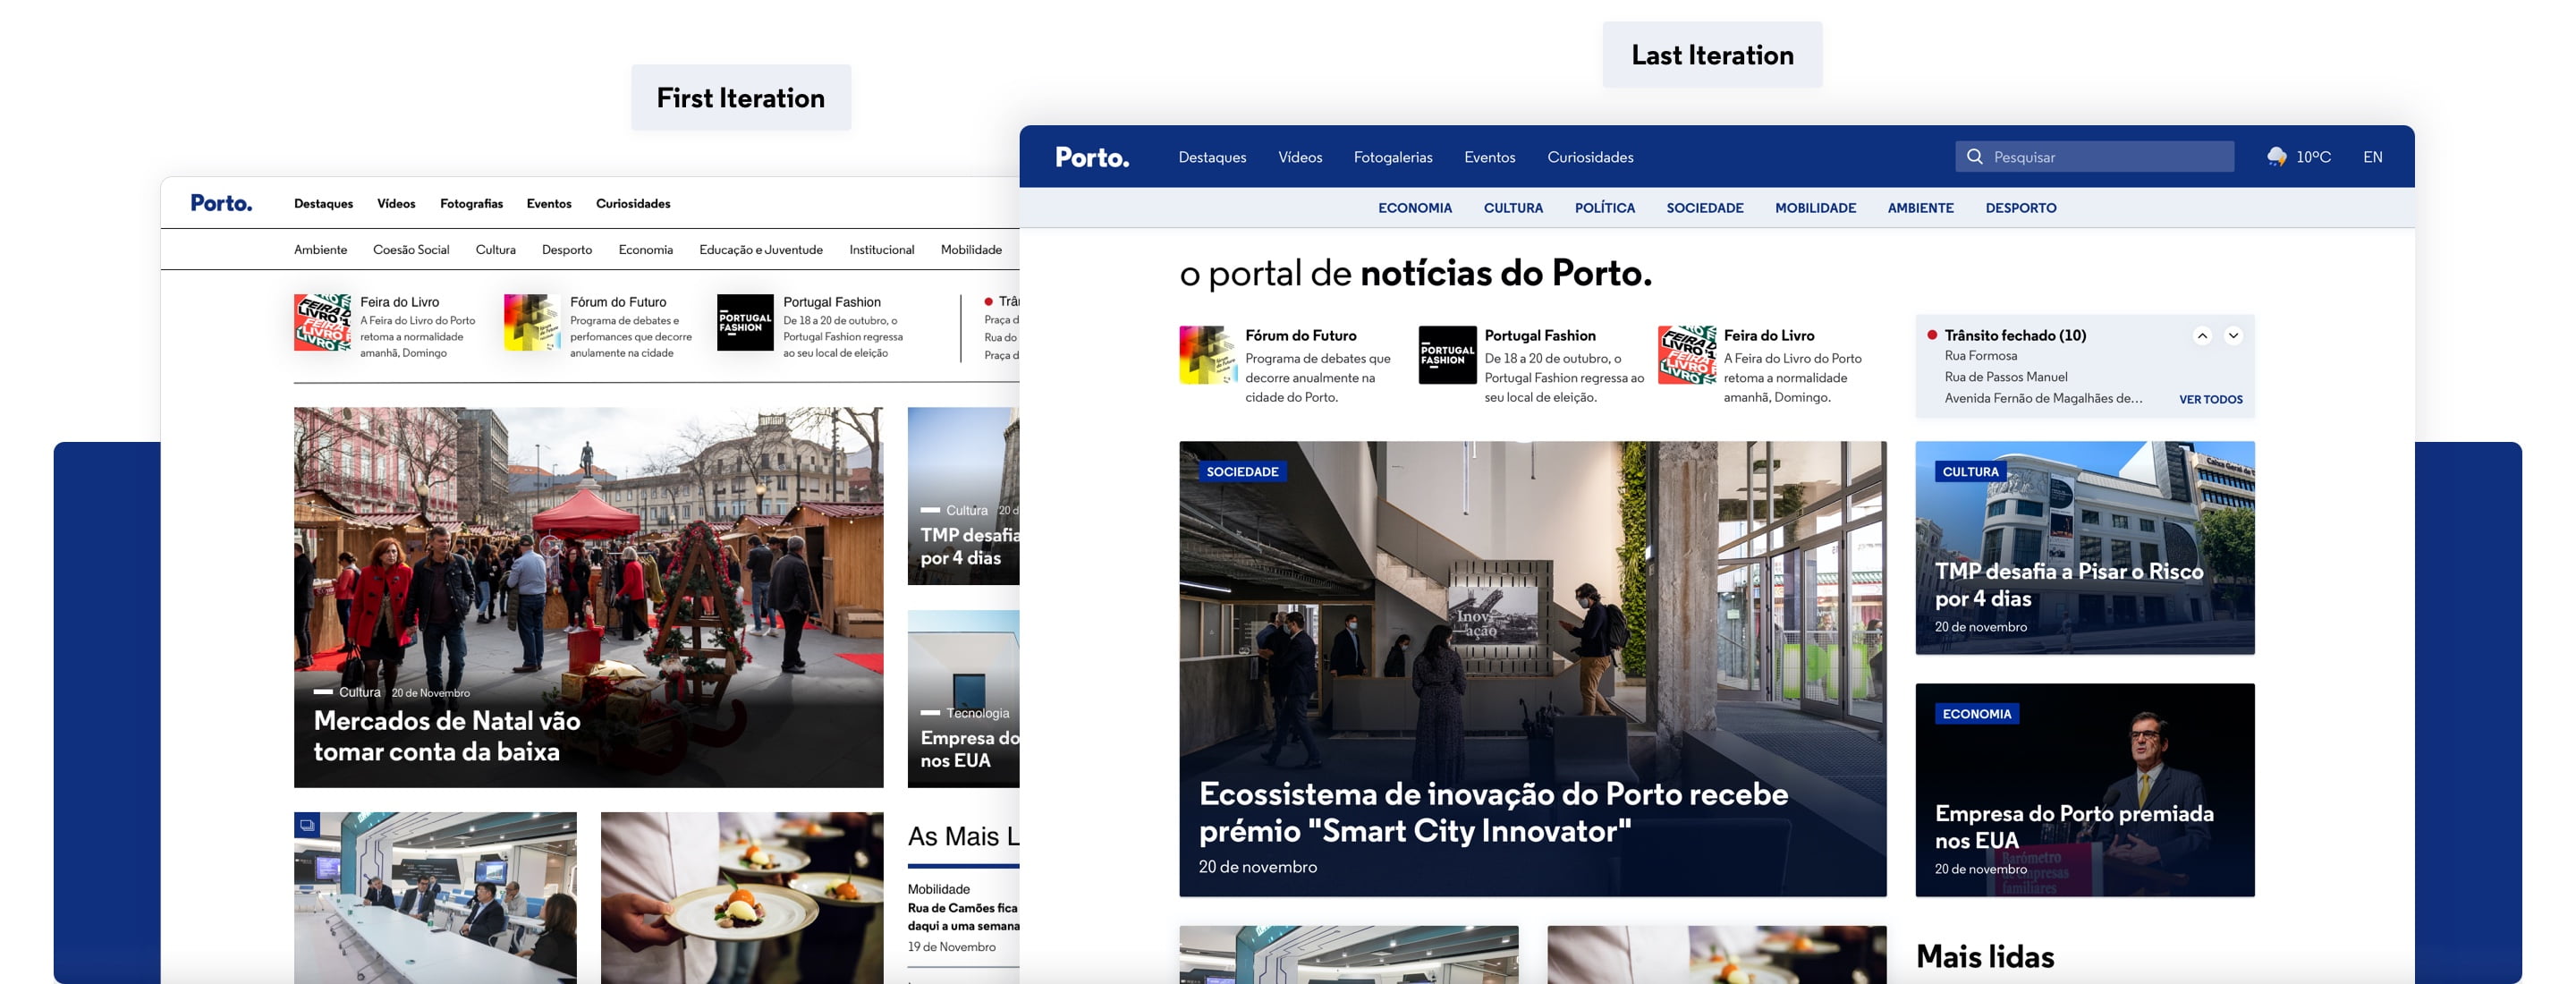 First Iteration
Last Iteration
Porto.
Destaques Vídeos Fotografias Eventos Curiosidades
Ambiente Coesão Social Cultura Desporto Economia Educação e Juventude Institucional Mobilidade
Feira do Livro
A Feira do Livro do Porto
retoma a normalidade
amanhã, Domingo
Fórum do Futuro
Programa de debates e
perfomances que decorre
anulamente na cidade
PORTUGAL
FASHION
Portugal Fashion
De 18 a 20 de outubro, o
Portugal Fashion regressa
ao seu local de eleição
Praça d
Rua do
Praça d
Cultura 20 de Novembro
Mercados de Natal vão
tomar conta da baixa
Cultura 20 d
TMP desafia
por 4 dias
Tecnologia
Empresa do
nos EUA
As Mais L
Mobilidade
Rua de Camões fica
daqui a uma semana
19 de Novembro
Porto.
Destaques Vídeos Fotogalerias Eventos Curiosidades
Pesquisar
10ºC
EN
ECONOMIA CULTURA POLÍTICA SOCIEDADE MOBILIDADE AMBIENTE DESPORTO
o portal de notícias do Porto.
Fórum do Futuro
Programa de debates que
decorre anualmente na
cidade do Porto.
PORTUGAL
FASHION
Portugal Fashion
De 18 a 20 de outubro, o
Portugal Fashion regressa ao
seu local de eleição.
FEIRA
LIVRO
Feira do Livro
A Feira do Livro do Porto
retoma a normalidade
amanhã, Domingo.
Trânsito fechado (10)
Rua Formosa
Rua de Passos Manuel
Avenida Fernão de Magalhães de...
VER TODOS
SOCIEDADE
Inov
ação
Ecossistema de inovação do Porto recebe
prémio "Smart City Innovator"
20 de novembro
CULTURA
TMP desafia a Pisar o Risco
por 4 dias
20 de novembro
ECONOMIA
Empresa do Porto premiada
nos EUA
20 de novembro
Mais lidas